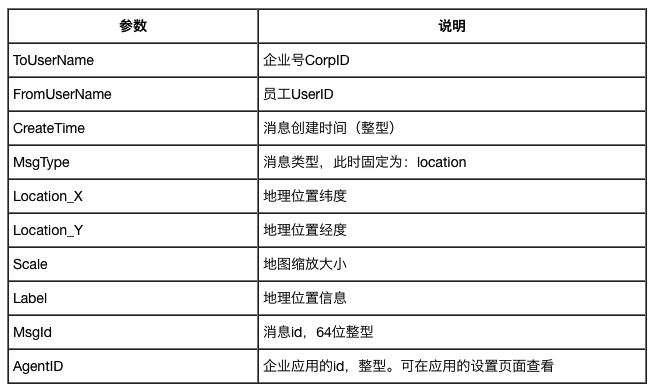 参数 说明
ToUserName 企业号CorpID
FromUserName 员工UserID
CreateTime 消息创建时间（整型）
MsgType 消息类型，此时固定为：location
Location_X 地理位置纬度
Location_Y 地理位置经度
Scale 地图缩放大小
Label 地理位置信息
MsgId 消息id，64位整型
AgentID 企业应用的id，整型。可在应用的设置页面查看